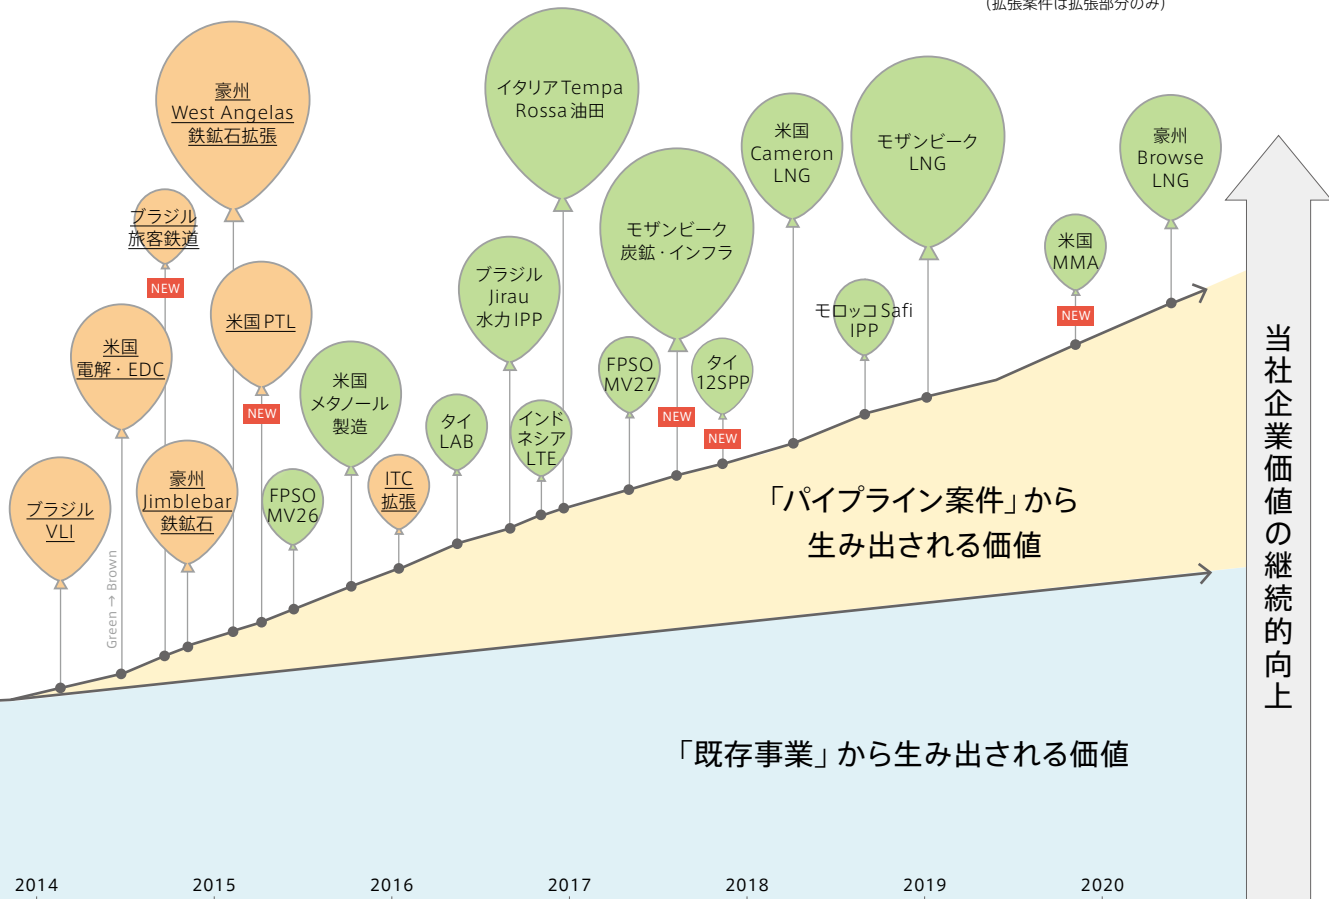 (拡張案件は拡張部分のみ)
豪州
West Angelas
鉄鉱石拡張
ブラジル
旅客鉄道
NEW
米国
電解・EDC
米国PTL
NEW
ブラジル
VLI
Green → Brown
豪州
Jimblebar
鉄鉱石
FPSO
MV26
米国
メタノール
製造
ITC
拡張
タイ
LAB
ブラジル
Jirau
水力IPP
インド
ネシア
LTE
イタリアTempa
Rossa油田
FPSO
MV27
モザンビーク
炭鉱・インフラ
NEW
タイ
12SPP
NEW
米国
Cameron
LNG
モロッコSafi
IPP
モザンビーク
LNG
米国
MMA
NEW
豪州
Browse
LNG
「パイプライン案件」から
生み出される価値
「既存事業」から生み出される価値
当社企業価値の継続的向上
2014
2015
2016
2017
2018
2019
2020